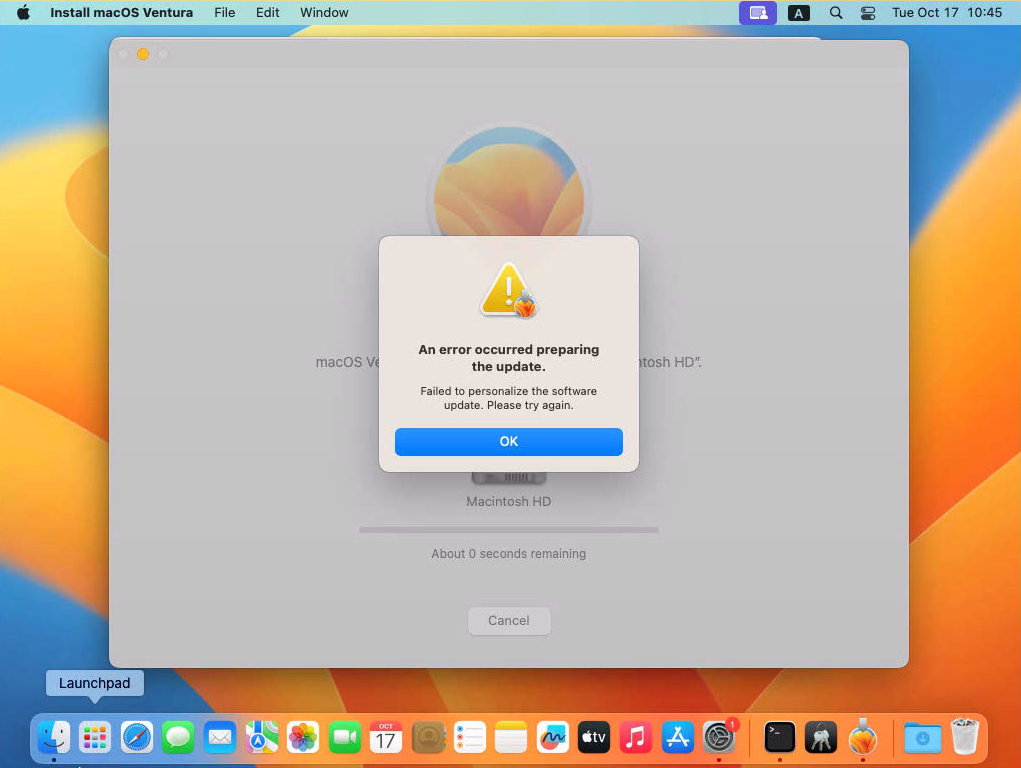 Install macOS Ventura File Edit Window A Tue Oct 17 10:45
An error occurred preparing
the update.
macOS Ve
ntosh HD”.
Failed to personalize the software
update. Please try again.
OK
Macintosh HD
About 0 seconds remaining
Cancel
Launchpad
OCT
17
tv
1
>_